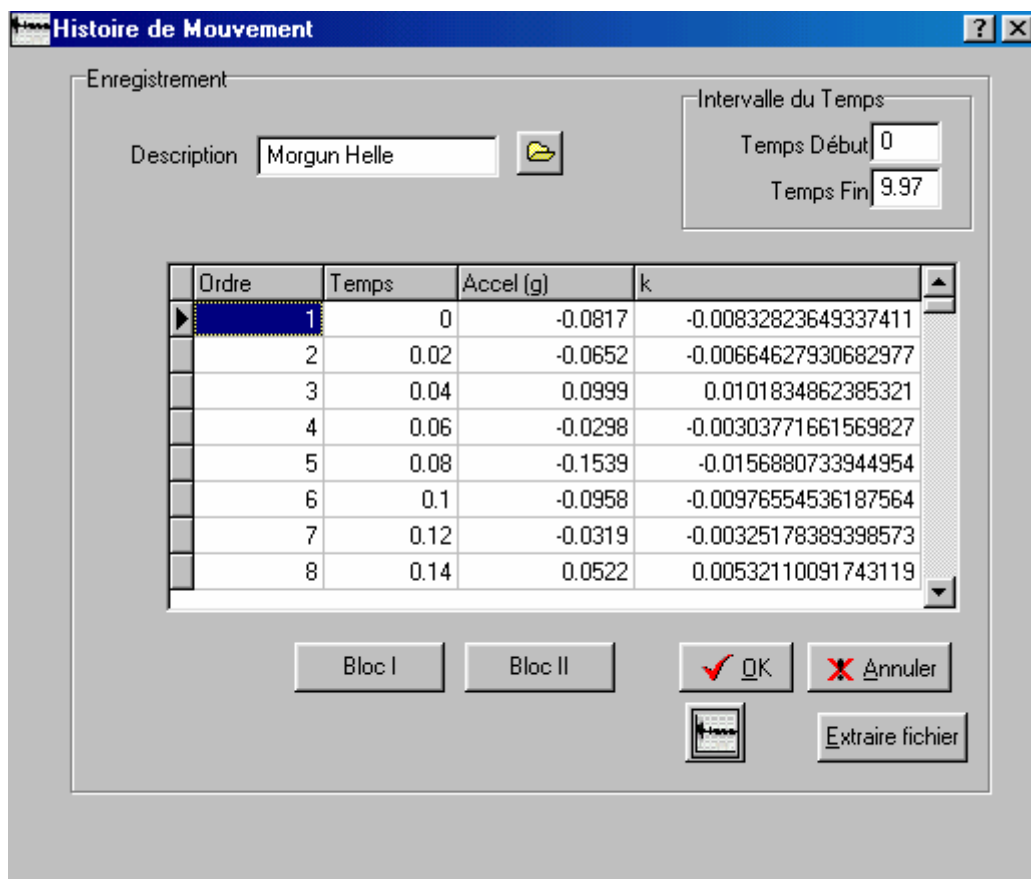 Histoire de Mouvement
Enregistrement
Intervalle du Temps
Description Morgun Helle
Temps Début 0
Temps Fin 9.97
Ordre Temps Accel (g) k
1 0 -0.0817 -0.00832823649337411
2 0.02 -0.0652 -0.00664627930682977
3 0.04 0.0999 0.0101834862385321
4 0.06 -0.0298 -0.00303771661569827
5 0.08 -0.1539 -0.0156880733944954
6 0.1 -0.0958 -0.00976554536187564
7 0.12 -0.0319 -0.003251783893985​73
8 0.14 0.0522 0.00532110091743119
Bloc I Bloc II OK Annuler
Extraire fichier